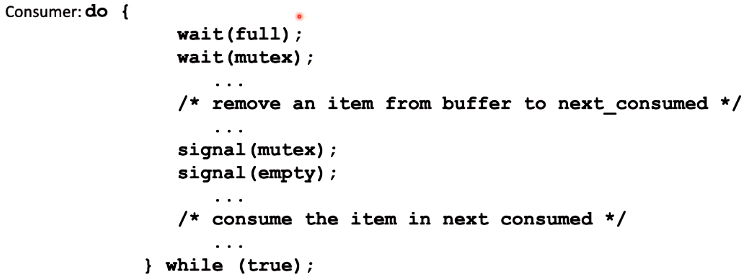 Consumer: do {
wait(full);
wait(mutex);
...
/* remove an item from buffer to next_consumed */
...
signal(mutex);
signal(empty);
...
/* consume the item in next consumed */
...
} while (true);